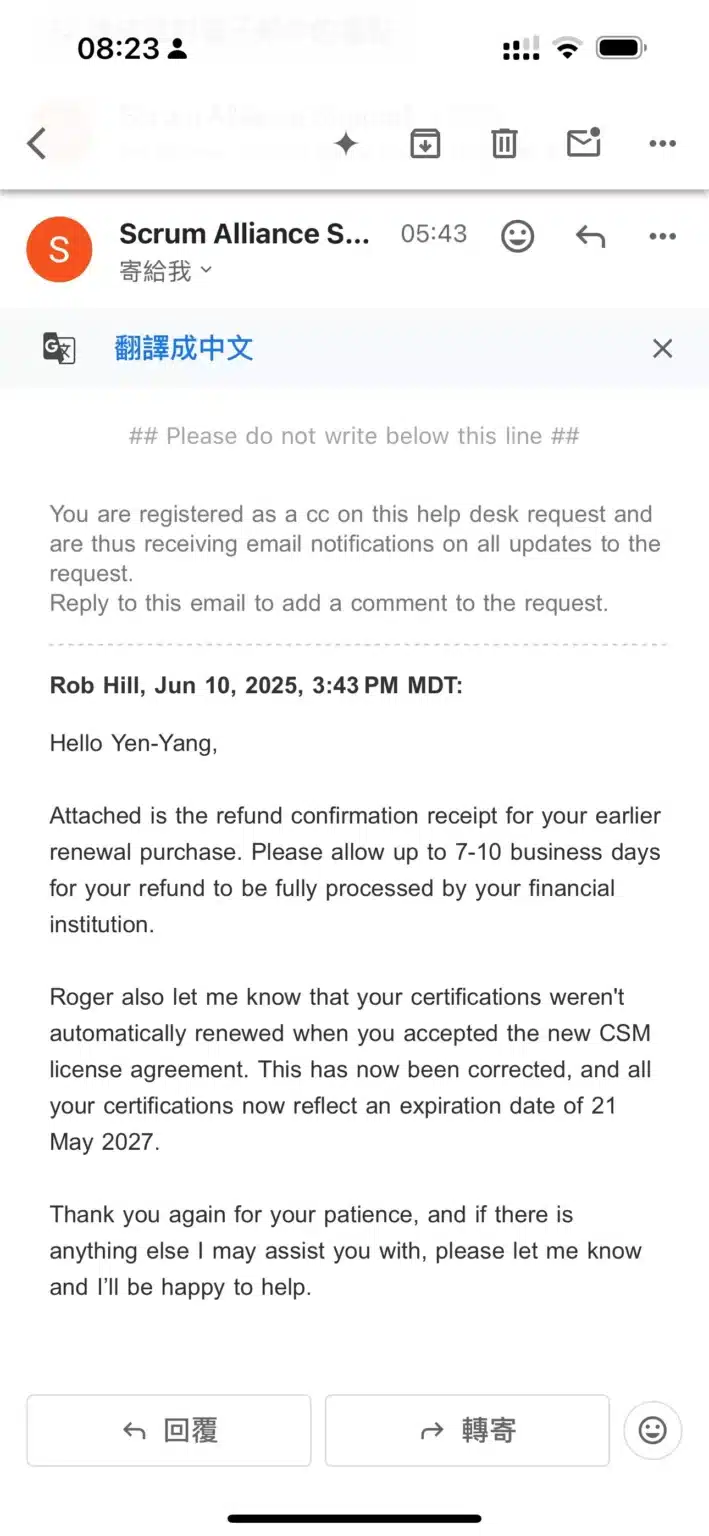 08:23
Scrum Alliance S... 05:43
寄給我
翻譯成中文
## Please do not write below this line ##
You are registered as a cc on this help desk request and
are thus receiving email notifications on all updates to the
request.
Reply to this email to add a comment to the request.
Rob Hill, Jun 10, 2025, 3:43 PM MDT:
Hello Yen-Yang,
Attached is the refund confirmation receipt for your earlier
renewal purchase. Please allow up to 7-10 business days
for your refund to be fully processed by your financial
institution.
Roger also let me know that your certifications weren't
automatically renewed when you accepted the new CSM
license agreement. This has now been corrected, and all
your certifications now reflect an expiration date of 21
May 2027.
Thank you again for your patience, and if there is
anything else I may assist you with, please let me know
and I’ll be happy to help.
回覆
轉寄